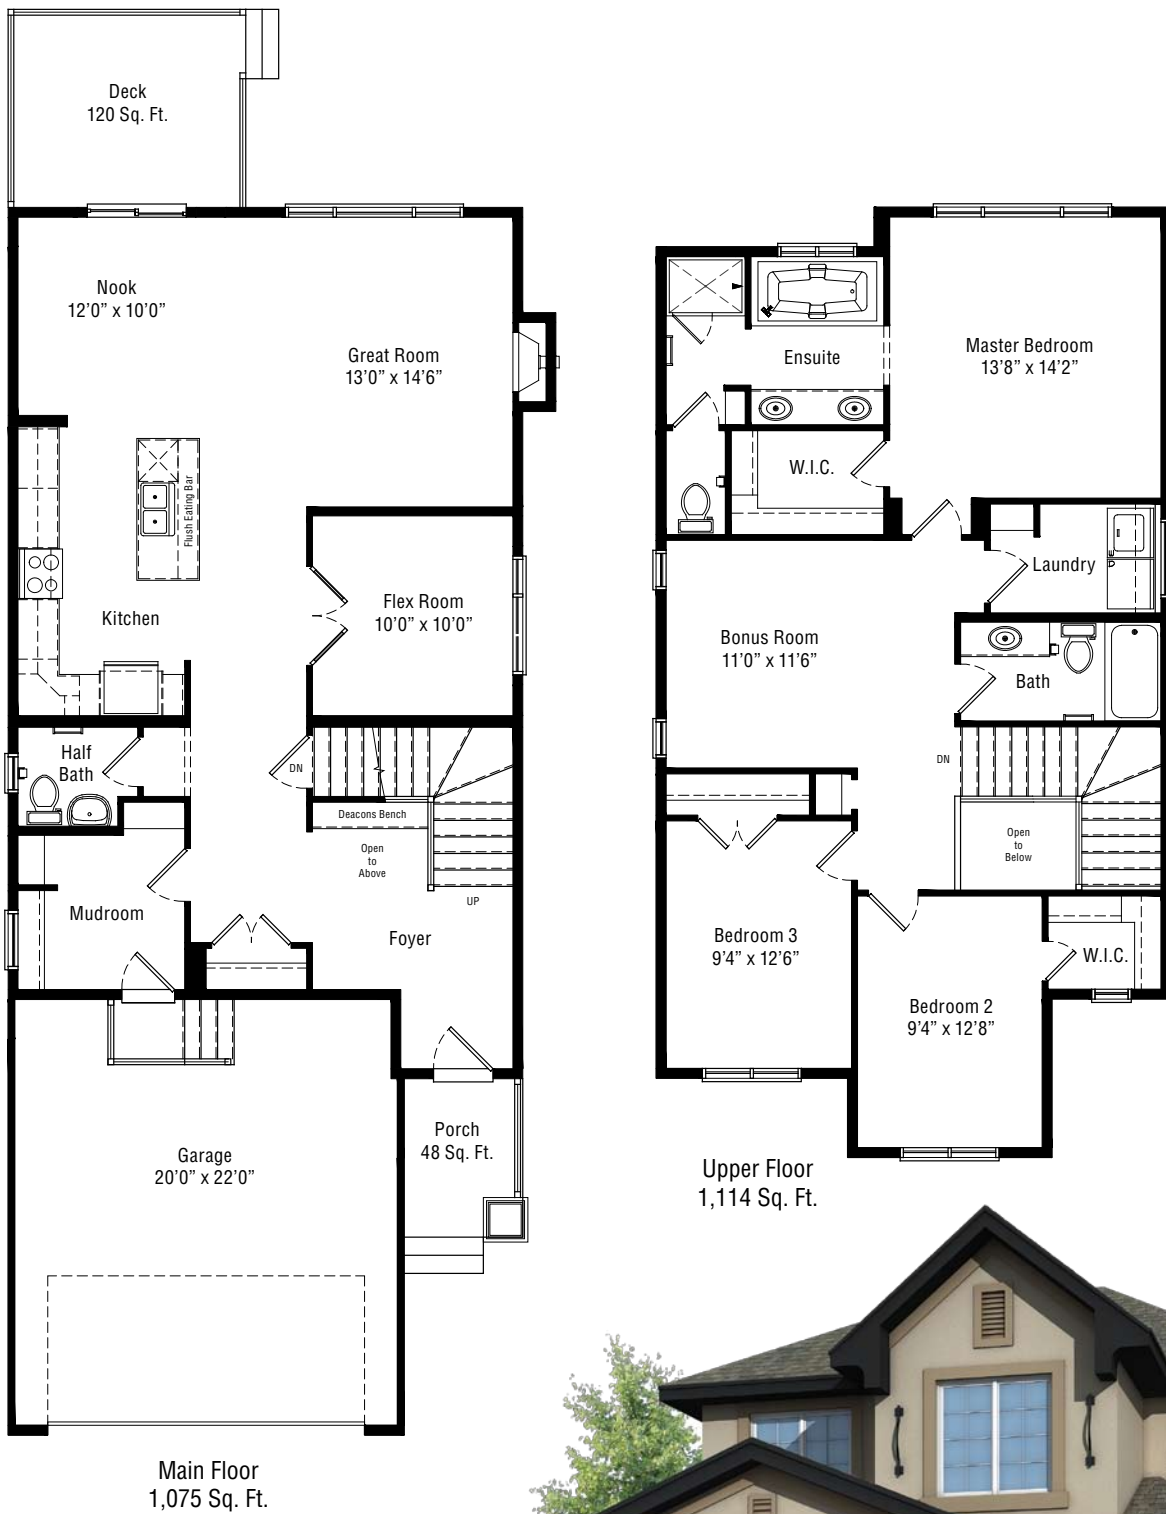 Deck
120 Sq. Ft.
Nook
12'0” x 10'0”
Great Room
13'0” x 14'6”
Flush Eating Bar
Kitchen
Flex Room
10'0” x 10'0”
Half
Bath
DN
Deacons Bench
Open
to
Above
UP
Mudroom
Foyer
Garage
20'0” x 22'0”
Porch
48 Sq. Ft.
Main Floor
1,075 Sq. Ft.
Ensuite
Master Bedroom
13'8” x 14'2”
W.I.C.
Laundry
D
Bonus Room
11'0” x 11'6”
Bath
DN
Open
to
Below
Bedroom 3
9'4” x 12'6”
W.I.C.
Bedroom 2
9'4” x 12'8”
Upper Floor
1,114 Sq. Ft.